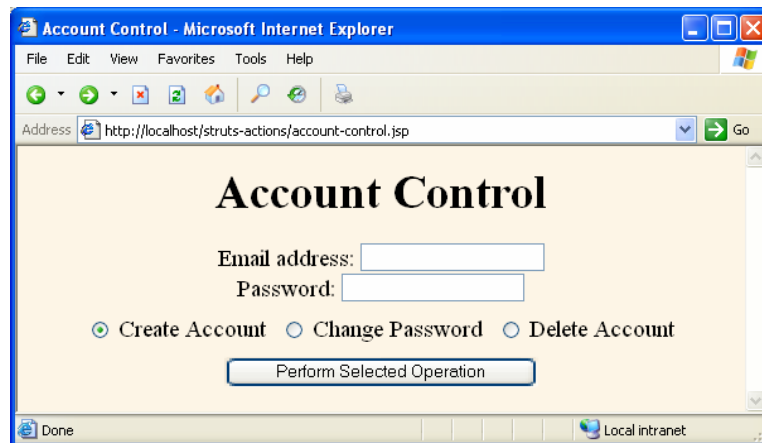 Account Control - Microsoft Internet Explorer
File Edit View Favorites Tools Help
Address http://localhost/struts-actions/account-control.jsp Go
Account Control
Email address:
Password:
Create Account Change Password Delete Account
Perform Selected Operation
Done Local intranet